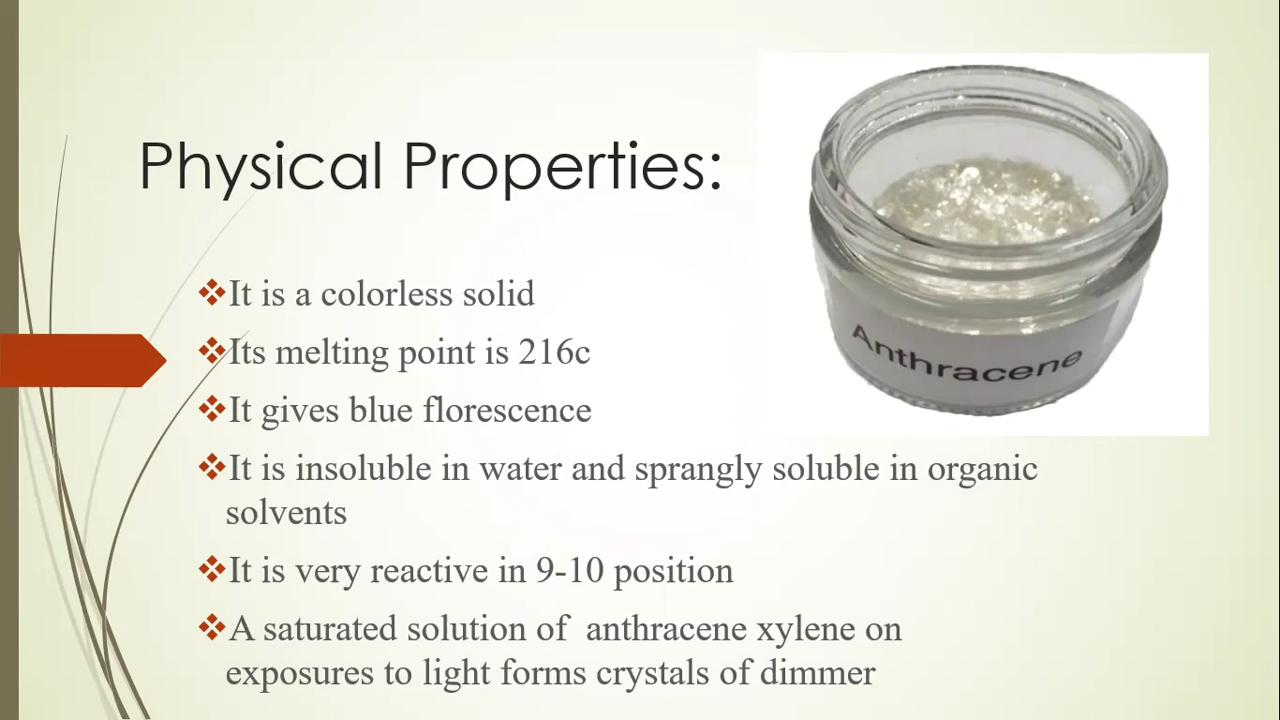 Physical Properties:
Anthracene
It is a colorless solid
Its melting point is 216c
It gives blue florescence
It is insoluble in water and sprangly soluble in organic
solvents
It is very reactive in 9-10 position
A saturated solution of  anthracene xylene on
exposures to light forms crystals of dimmer